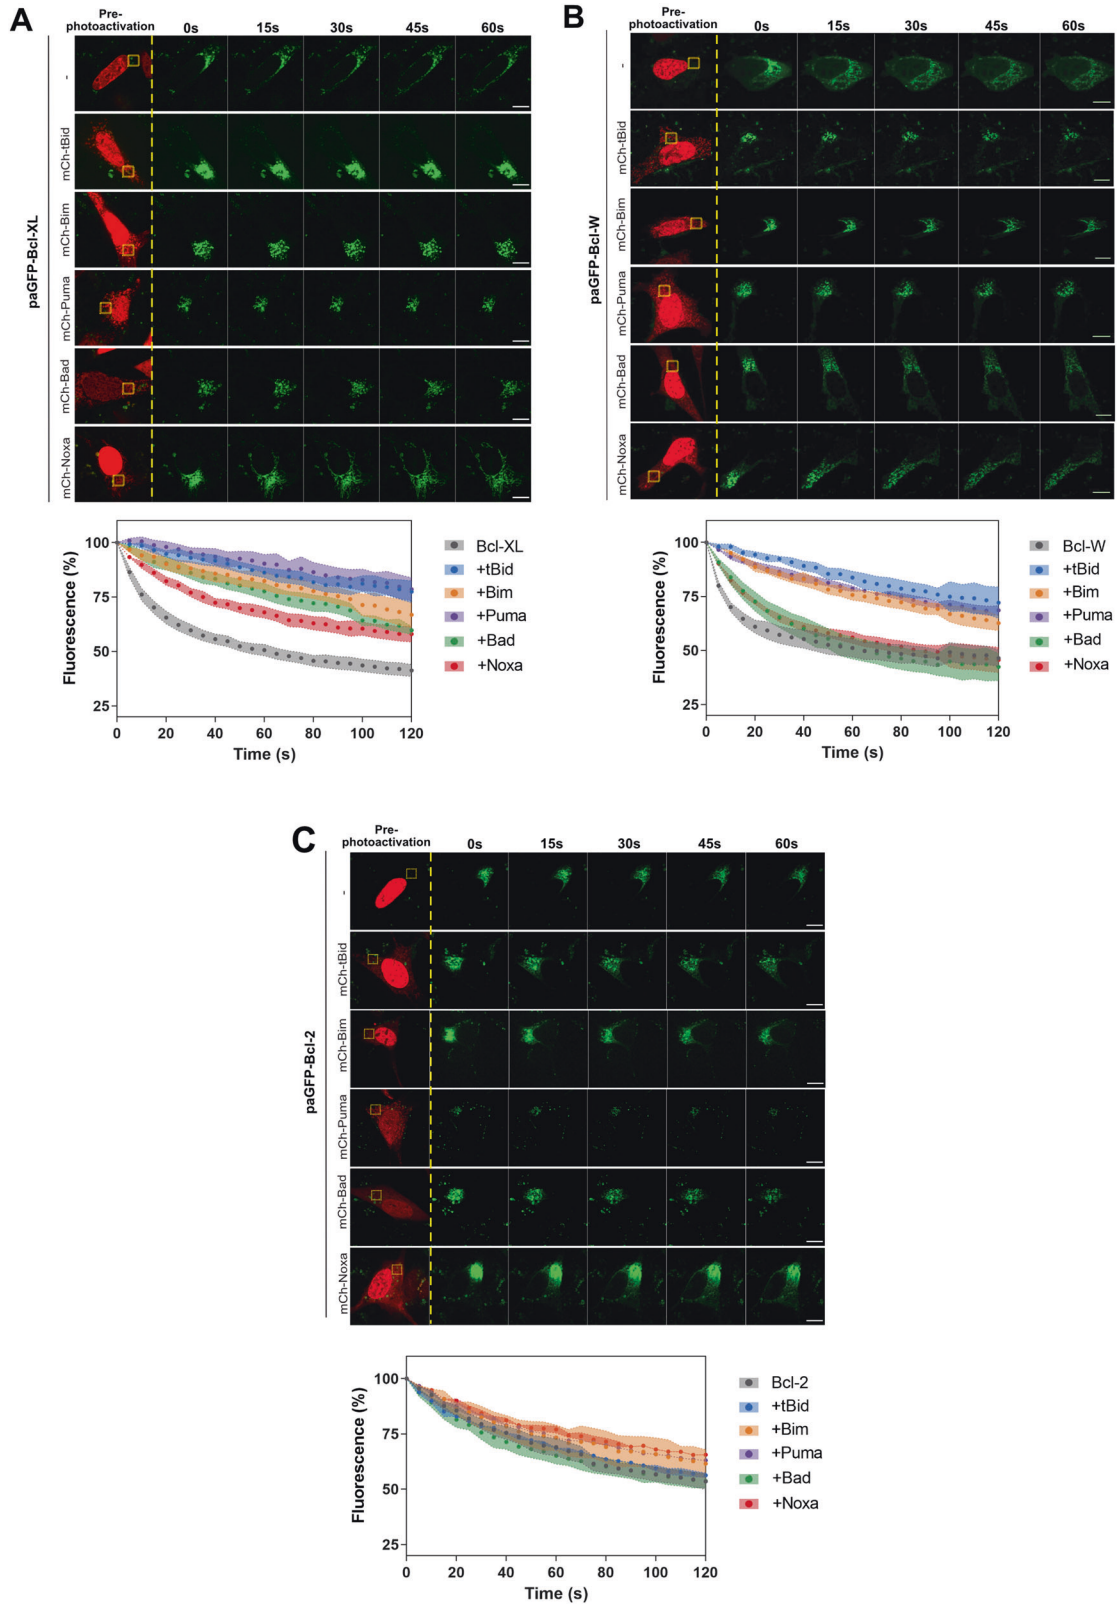 A
Pre-
photoactivation
0s
15s
30s
45s
60s
paGFP-Bcl-XL
-
mCh-tBid
mCh-Bim
mCh-Puma
mCh-Bad
mCh-Noxa
Fluorescence (%)
100
75
50
25
0
20
40
60
80
100
120
Time (s)
Bcl-XL
+tBid
+Bim
+Puma
+Bad
+Noxa
B
Pre-
photoactivation
0s
15s
30s
45s
60s
paGFP-Bcl-W
-
mCh-tBid
mCh-Bim
mCh-Puma
mCh-Bad
mCh-Noxa
Fluorescence (%)
100
75
50
25
0
20
40
60
80
100
120
Time (s)
Bcl-W
+tBid
+Bim
+Puma
+Bad
+Noxa
C
Pre-
photoactivation
0s
15s
30s
45s
60s
paGFP-Bcl-2
-
mCh-tBid
mCh-Bim
mCh-Puma
mCh-Bad
mCh-Noxa
Fluorescence (%)
100
75
50
25
0
20
40
60
80
100
120
Time (s)
Bcl-2
+tBid
+Bim
+Puma
+Bad
+Noxa